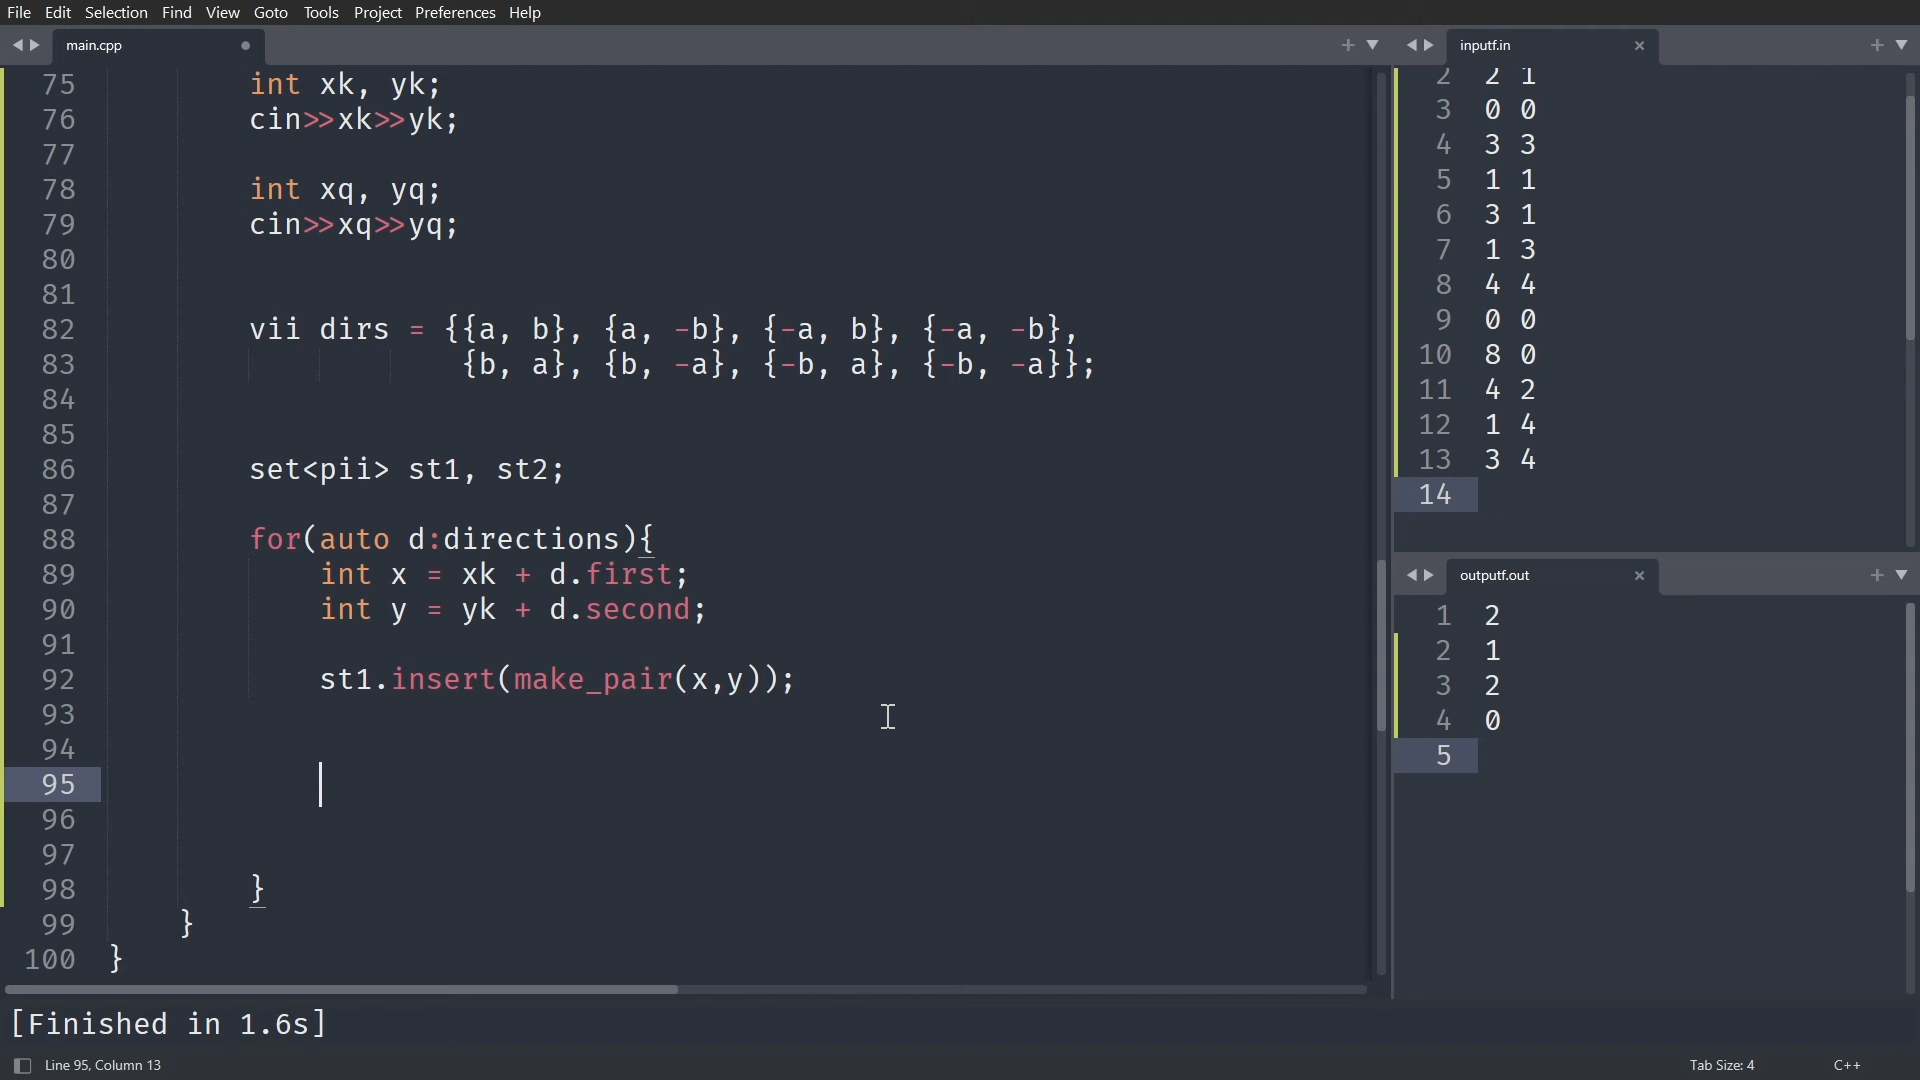 File Edit Selection Find View Goto Tools Project Preferences Help
main.cpp
75 int xk, yk;
76 cin>>xk>>yk;
77
78 int xq, yq;
79 cin>>xq>>yq;
80
81
82 vii dirs = {{a, b}, {a, -b}, {-a, b}, {-a, -b},
83 {b, a}, {b, -a}, {-b, a}, {-b, -a}};
84
85
86 set<pii> st1, st2;
87
88 for(auto d:directions){
89 int x = xk + d.first;
90 int y = yk + d.second;
91
92 st1.insert(make_pair(x,y));
93
94
95
96
97
98 }
99 }
100 }
inputf.in
2 2 1
3 0 0
4 3 3
5 1 1
6 3 1
7 1 3
8 4 4
9 0 0
10 8 0
11 4 2
12 1 4
13 3 4
14
outputf.out
1 2
2 1
3 2
4 0
5
[Finished in 1.6s]
Line 95, Column 13
Tab Size: 4
C++